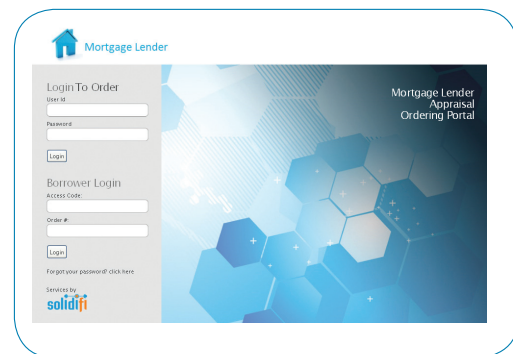 Mortgage Lender
Login To Order
User Id
Password
Login
Borrower Login
Access Code:
Order #:
Login
Forgot your password? click here
Services by
solidifi
Mortgage Lender
Appraisal
Ordering Portal